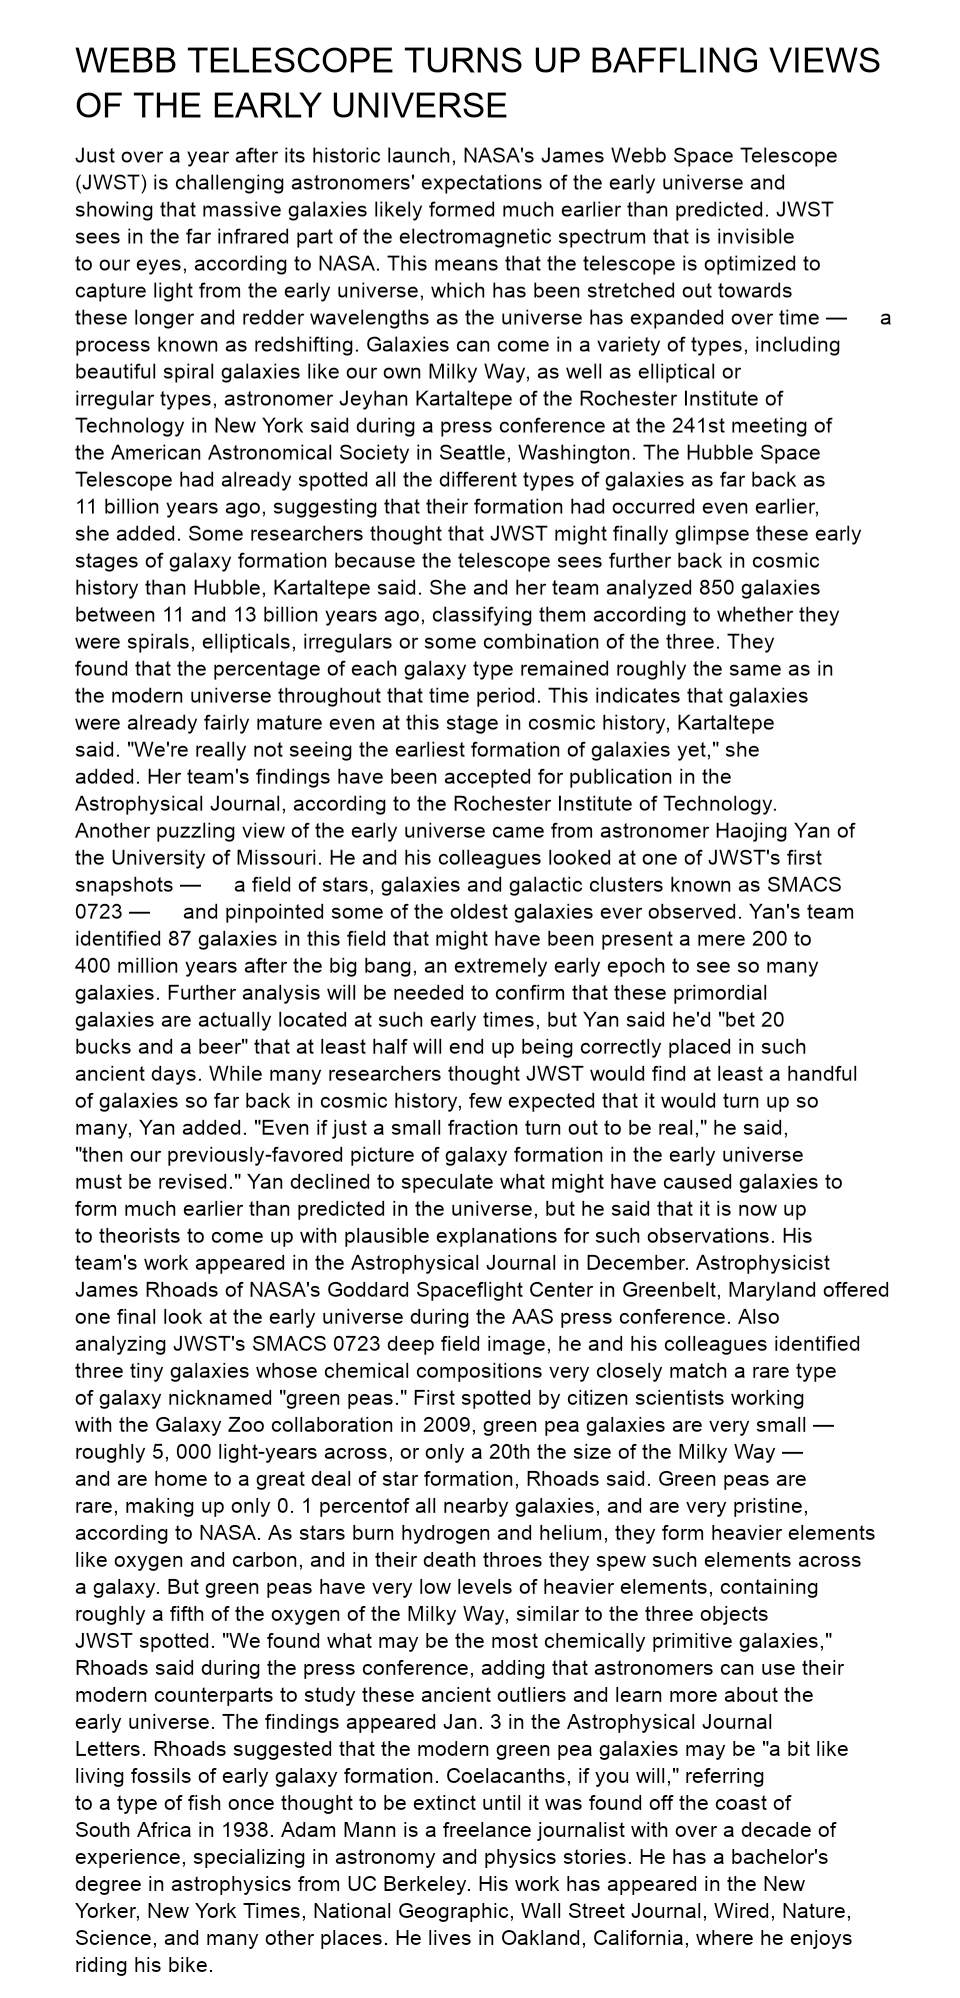 WEBB TELESCOPE TURNS UP BAFFLING VIEWS
OF THE EARLY UNIVERSE
Just over a year after its historic launch, NASA's James Webb Space Telescope
(JWST) is challenging astronomers' expectations of the early universe and
showing that massive galaxies likely formed much earlier than predicted. JWST
sees in the far infrared part of the electromagnetic spectrum that is invisible
to our eyes, according to NASA. This means that the telescope is optimized to
capture light from the early universe, which has been stretched out towards
these longer and redder wavelengths as the universe has expanded over time — a
process known as redshifting. Galaxies can come in a variety of types, including
beautiful spiral galaxies like our own Milky Way, as well as elliptical or
irregular types, astronomer Jeyhan Kartaltepe of the Rochester Institute of
Technology in New York said during a press conference at the 241st meeting of
the American Astronomical Society in Seattle, Washington. The Hubble Space
Telescope had already spotted all the different types of galaxies as far back as
11 billion years ago, suggesting that their formation had occurred even earlier,
she added. Some researchers thought that JWST might finally glimpse these early
stages of galaxy formation because the telescope sees further back in cosmic
history than Hubble, Kartaltepe said. She and her team analyzed 850 galaxies
between 11 and 13 billion years ago, classifying them according to whether they
were spirals, ellipticals, irregulars or some combination of the three. They
found that the percentage of each galaxy type remained roughly the same as in
the modern universe throughout that time period. This indicates that galaxies
were already fairly mature even at this stage in cosmic history, Kartaltepe
said. "We're really not seeing the earliest formation of galaxies yet," she
added. Her team's findings have been accepted for publication in the
Astrophysical Journal, according to the Rochester Institute of Technology.
Another puzzling view of the early universe came from astronomer Haojing Yan of
the University of Missouri. He and his colleagues looked at one of JWST's first
snapshots — a field of stars, galaxies and galactic clusters known as SMACS
0723 — and pinpointed some of the oldest galaxies ever observed. Yan's team
identified 87 galaxies in this field that might have been present a mere 200 to
400 million years after the big bang, an extremely early epoch to see so many
galaxies. Further analysis will be needed to confirm that these primordial
galaxies are actually located at such early times, but Yan said he'd "bet 20
bucks and a beer" that at least half will end up being correctly placed in such
ancient days. While many researchers thought JWST would find at least a handful
of galaxies so far back in cosmic history, few expected that it would turn up so
many, Yan added. "Even if just a small fraction turn out to be real," he said,
"then our previously-favored picture of galaxy formation in the early universe
must be revised." Yan declined to speculate what might have caused galaxies to
form much earlier than predicted in the universe, but he said that it is now up
to theorists to come up with plausible explanations for such observations. His
team's work appeared in the Astrophysical Journal in December. Astrophysicist
James Rhoads of NASA's Goddard Spaceflight Center in Greenbelt, Maryland offered
one final look at the early universe during the AAS press conference. Also
analyzing JWST's SMACS 0723 deep field image, he and his colleagues identified
three tiny galaxies whose chemical compositions very closely match a rare type
of galaxy nicknamed "green peas." First spotted by citizen scientists working
with the Galaxy Zoo collaboration in 2009, green pea galaxies are very small —
roughly 5, 000 light-years across, or only a 20th the size of the Milky Way —
and are home to a great deal of star formation, Rhoads said. Green peas are
rare, making up only 0. 1 percentof all nearby galaxies, and are very pristine,
according to NASA. As stars burn hydrogen and helium, they form heavier elements
like oxygen and carbon, and in their death throes they spew such elements across
a galaxy. But green peas have very low levels of heavier elements, containing
roughly a fifth of the oxygen of the Milky Way, similar to the three objects
JWST spotted. "We found what may be the most chemically primitive galaxies,"
Rhoads said during the press conference, adding that astronomers can use their
modern counterparts to study these ancient outliers and learn more about the
early universe. The findings appeared Jan. 3 in the Astrophysical Journal
Letters. Rhoads suggested that the modern green pea galaxies may be "a bit like
living fossils of early galaxy formation. Coelacanths, if you will," referring
to a type of fish once thought to be extinct until it was found off the coast of
South Africa in 1938. Adam Mann is a freelance journalist with over a decade of
experience, specializing in astronomy and physics stories. He has a bachelor's
degree in astrophysics from UC Berkeley. His work has appeared in the New
Yorker, New York Times, National Geographic, Wall Street Journal, Wired, Nature,
Science, and many other places. He lives in Oakland, California, where he enjoys
riding his bike.